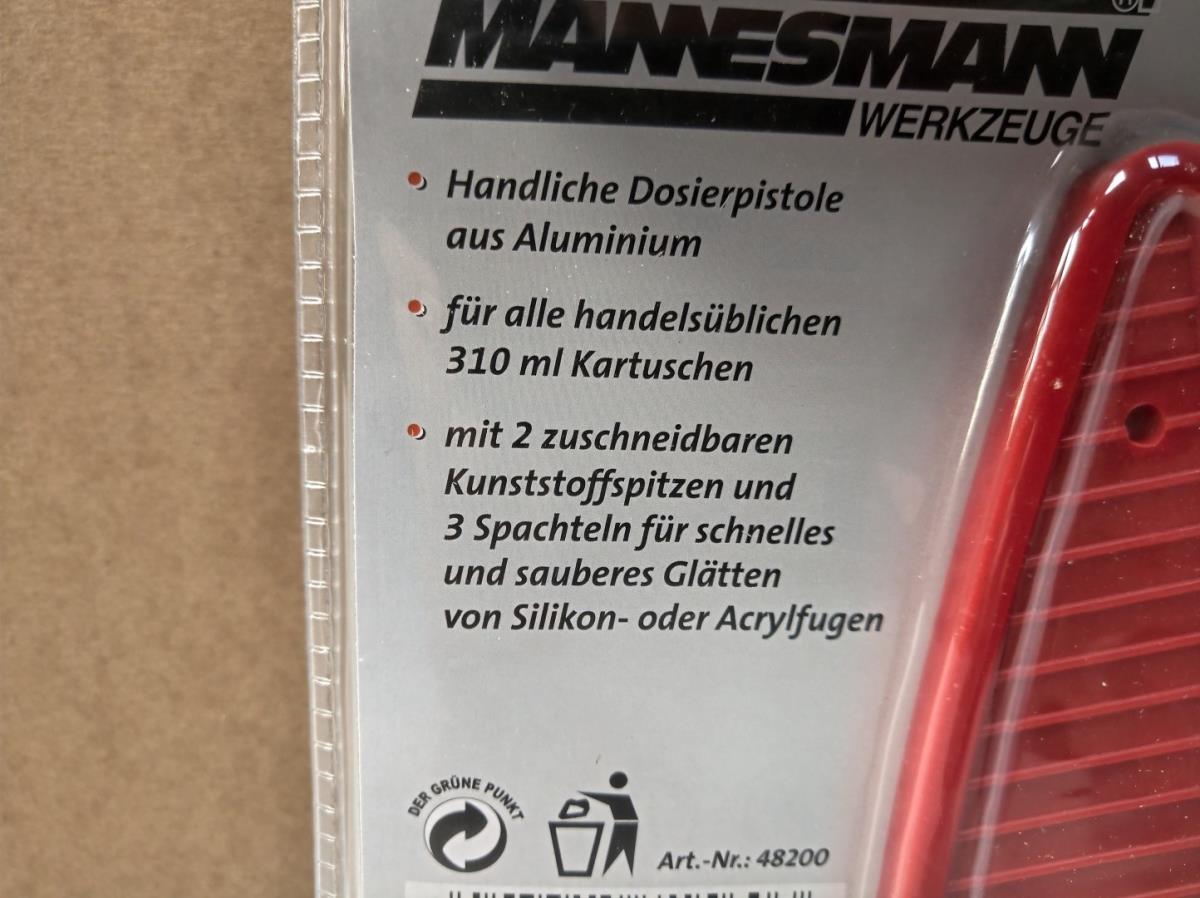 MANNESMANN
WERKZEUGE
Handliche Dosierpistole
aus Aluminium
für alle handelsüblichen
310 ml Kartuschen
mit 2 zuschneidbaren
Kunststoffspitzen und
3 Spachteln für schnelles
und sauberes Glätten
von Silikon- oder Acrylfugen
DER GRÜNE PUNKT
Art.-Nr.: 48200